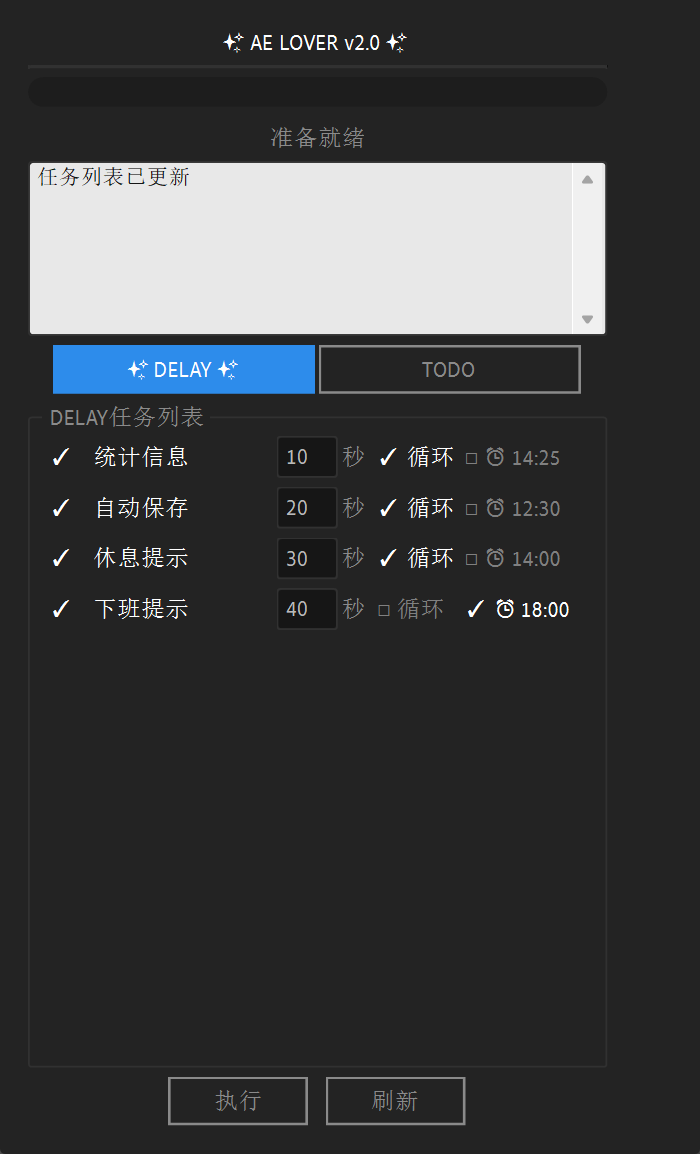 ✨ AE LOVER v2.0 ✨
准备就绪
任务列表已更新
✨ DELAY ✨ TODO
DELAY任务列表
✓ 统计信息 10 秒 ✓ 循环 □ ⏰ 14:25
✓ 自动保存 20 秒 ✓ 循环 □ ⏰ 12:30
✓ 休息提示 30 秒 ✓ 循环 □ ⏰ 14:00
✓ 下班提示 40 秒 □ 循环 ✓ ⏰ 18:00
执行 刷新